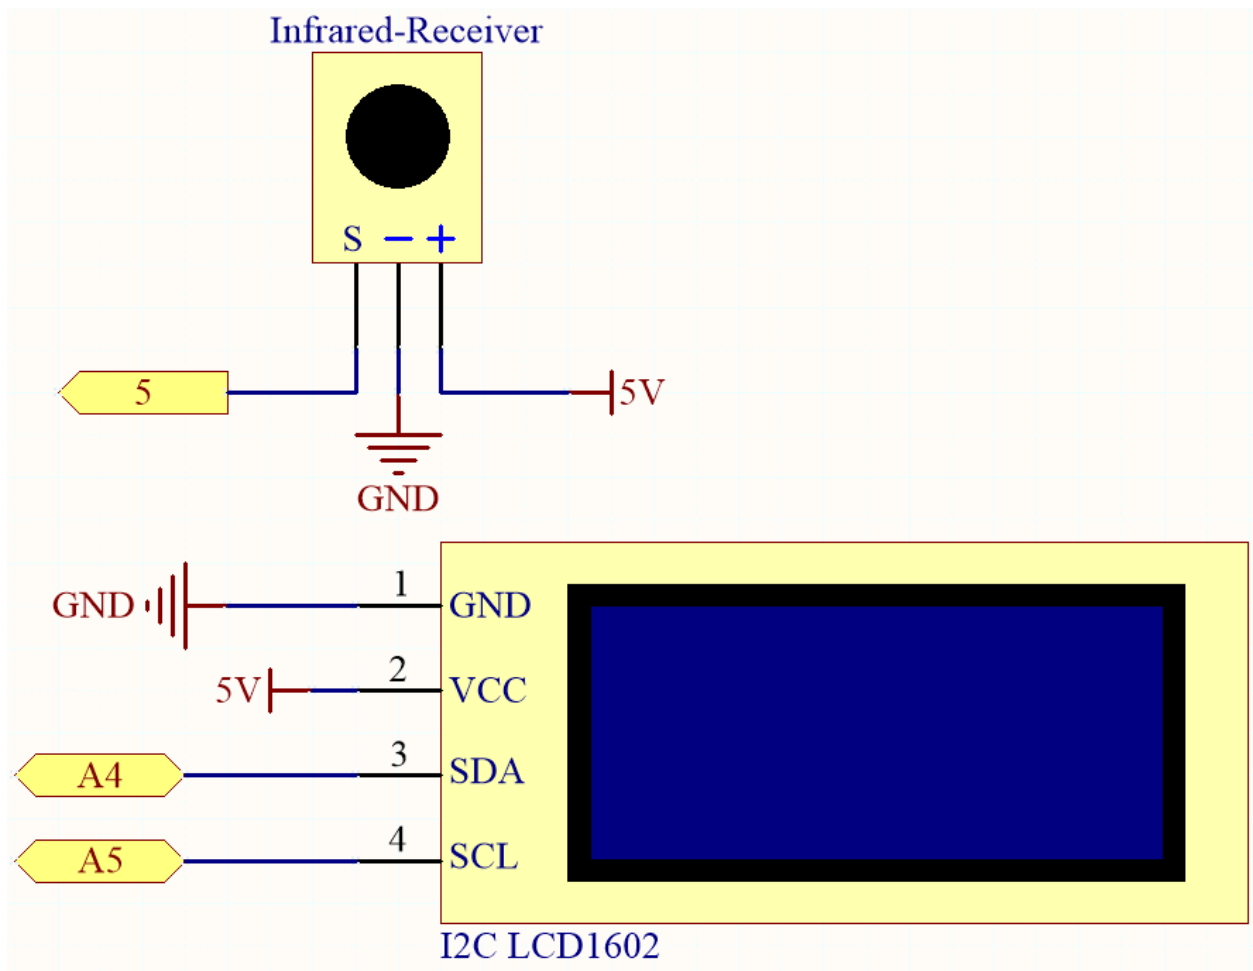 Infrared-Receiver
S − +
5
5V
GND
1
GND GND
2
5V VCC
3
A4 SDA
4
A5 SCL
I2C LCD1602